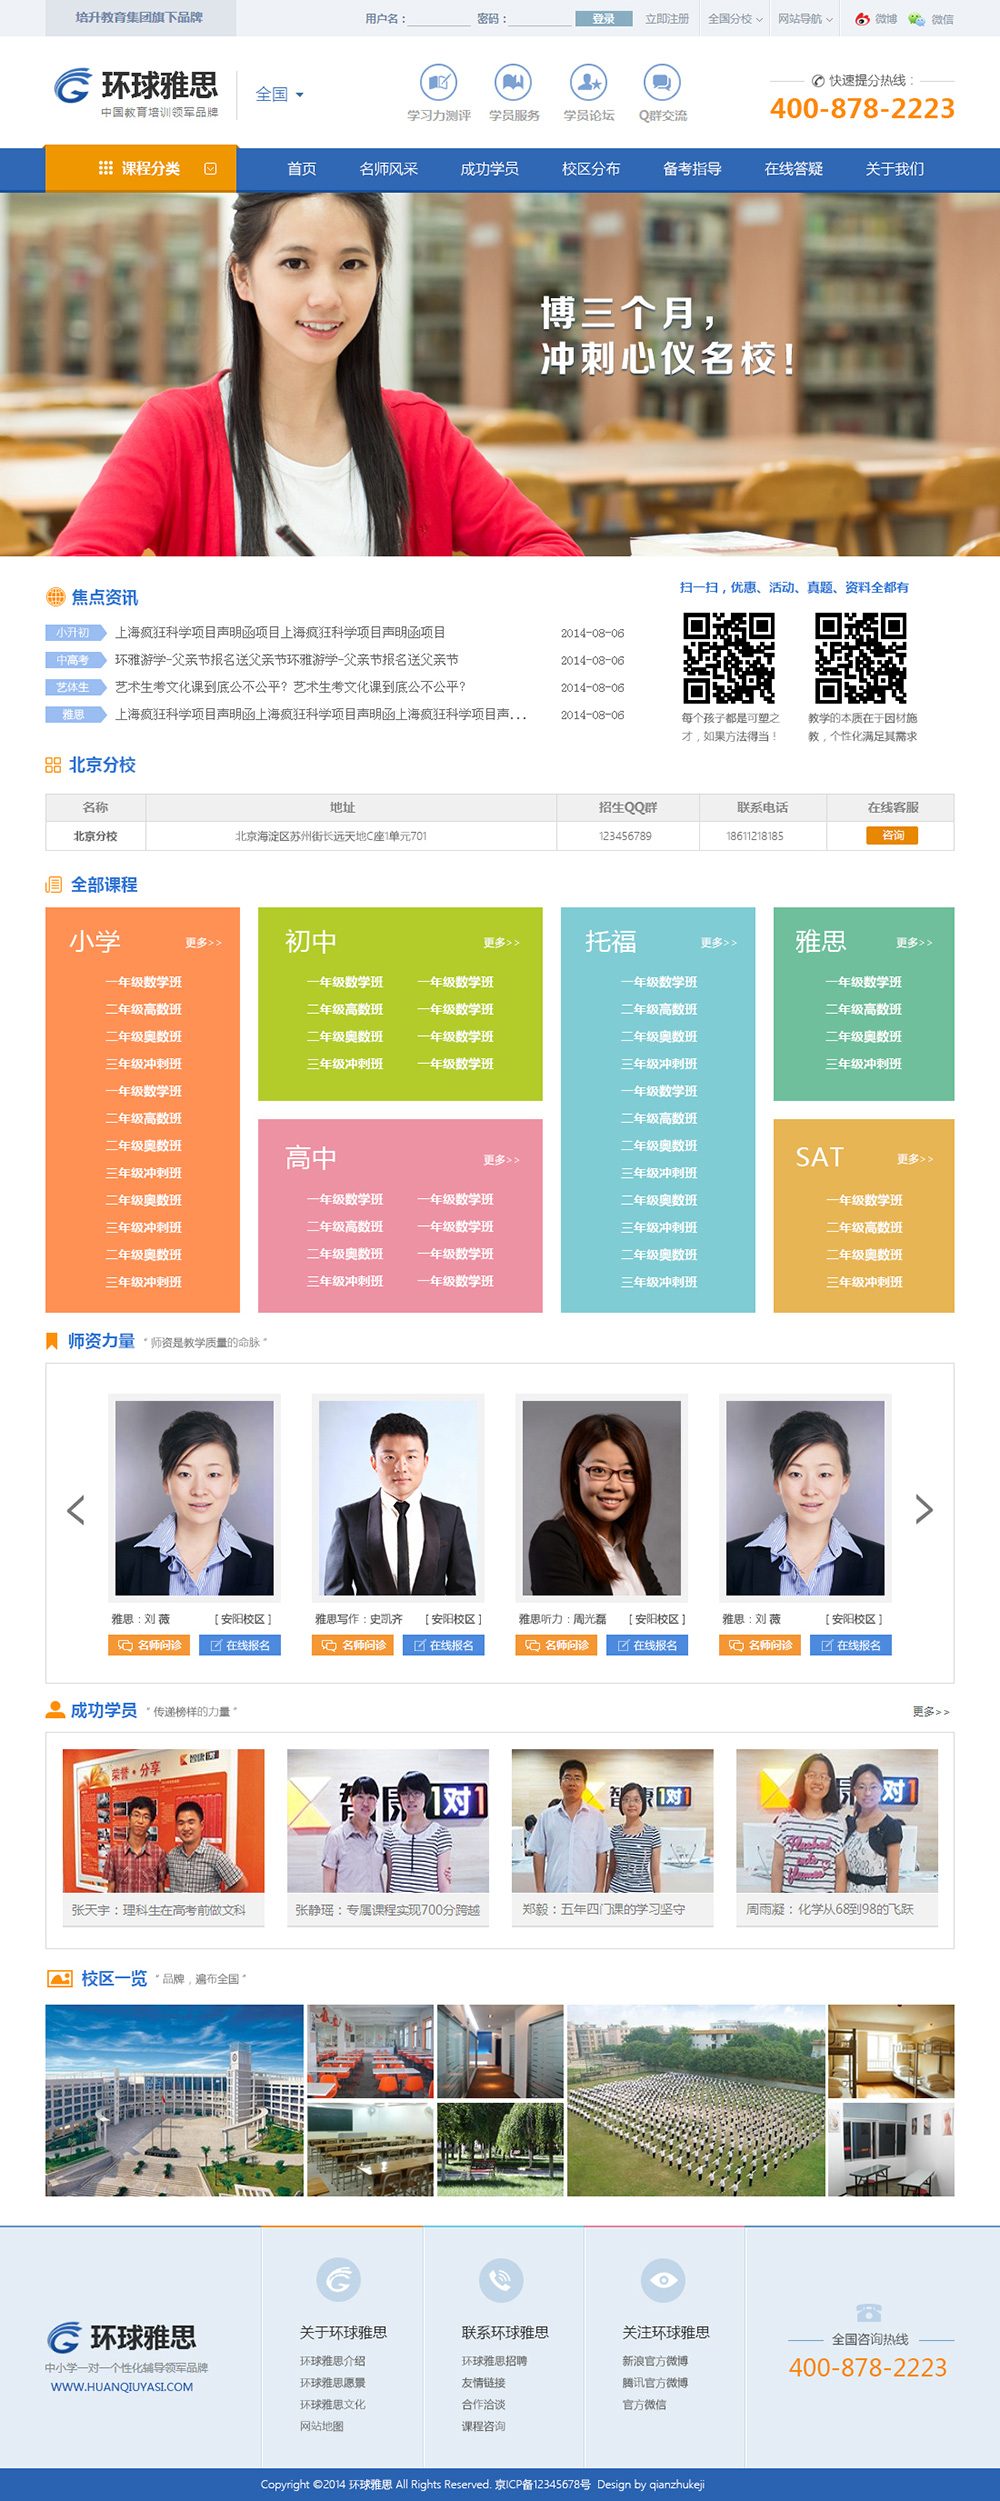 培升教育集团旗下品牌
用户名：
密码：
登录
立即注册
全国分校
网站导航
微博
微信
环球雅思
中国教育培训领军品牌
全国
学习力测评
学员服务
学员论坛
Q群交流
快速提分热线：
400-878-2223
课程分类
首页
名师风采
成功学员
校区分布
备考指导
在线答疑
关于我们
博三个月，
冲刺心仪名校！
焦点资讯
小升初 上海疯狂科学项目声明函项目上海疯狂科学项目声明函项目 2014-08-06
中高考 环雅游学-父亲节报名送父亲节环雅游学-父亲节报名送父亲节 2014-08-06
艺体生 艺术生考文化课到底公不公平？艺术生考文化课到底公不公平？ 2014-08-06
雅思 上海疯狂科学项目声明函上海疯狂科学项目声明函上海疯狂科学项目声... 2014-08-06
扫一扫，优惠、活动、真题、资料全都有
每个孩子都是可塑之
才，如果方法得当！
教学的本质在于因材施
教，个性化满足其需求
北京分校
名称 地址 招生QQ群 联系电话 在线客服
北京分校 北京海淀区苏州街长远天地C座1单元701 123456789 18611218185 咨询
全部课程
小学 更多>>
一年级数学班
二年级高数班
二年级奥数班
三年级冲刺班
一年级数学班
二年级高数班
二年级奥数班
三年级冲刺班
二年级奥数班
三年级冲刺班
二年级奥数班
三年级冲刺班
初中 更多>>
一年级数学班 一年级数学班
二年级高数班 一年级数学班
二年级奥数班 一年级数学班
三年级冲刺班 一年级数学班
高中 更多>>
一年级数学班 一年级数学班
二年级高数班 一年级数学班
二年级奥数班 一年级数学班
三年级冲刺班 一年级数学班
托福 更多>>
一年级数学班
二年级高数班
二年级奥数班
三年级冲刺班
一年级数学班
二年级高数班
二年级奥数班
三年级冲刺班
二年级奥数班
三年级冲刺班
二年级奥数班
三年级冲刺班
雅思 更多>>
一年级数学班
二年级高数班
二年级奥数班
三年级冲刺班
SAT 更多>>
一年级数学班
二年级高数班
二年级奥数班
三年级冲刺班
师资力量 “ 师资是教学质量的命脉 ”
雅思：刘 薇 [ 安阳校区 ]
名师问诊 在线报名
雅思写作：史凯齐 [ 安阳校区 ]
名师问诊 在线报名
雅思听力：周光磊 [ 安阳校区 ]
名师问诊 在线报名
雅思：刘 薇 [ 安阳校区 ]
名师问诊 在线报名
成功学员 “ 传递榜样的力量 ” 更多>>
荣誉·分享
智康
智康1对1
智康1对1
康1对1
张天宇：理科生在高考前做文科
张静瑶：专属课程实现700分跨越
郑毅：五年四门课的学习坚守
周雨凝：化学从68到98的飞跃
校区一览 “ 品牌，遍布全国 ”
环球雅思
中小学一对一个性化辅导领军品牌
WWW.HUANQIUYASI.COM
关于环球雅思
环球雅思介绍
环球雅思愿景
环球雅思文化
网站地图
联系环球雅思
环球雅思招聘
友情链接
合作洽谈
课程咨询
关注环球雅思
新浪官方微博
腾讯官方微博
官方微信
全国咨询热线
400-878-2223
Copyright ©2014 环球雅思 All Rights Reserved. 京ICP备12345678号 Design by qianzhukeji